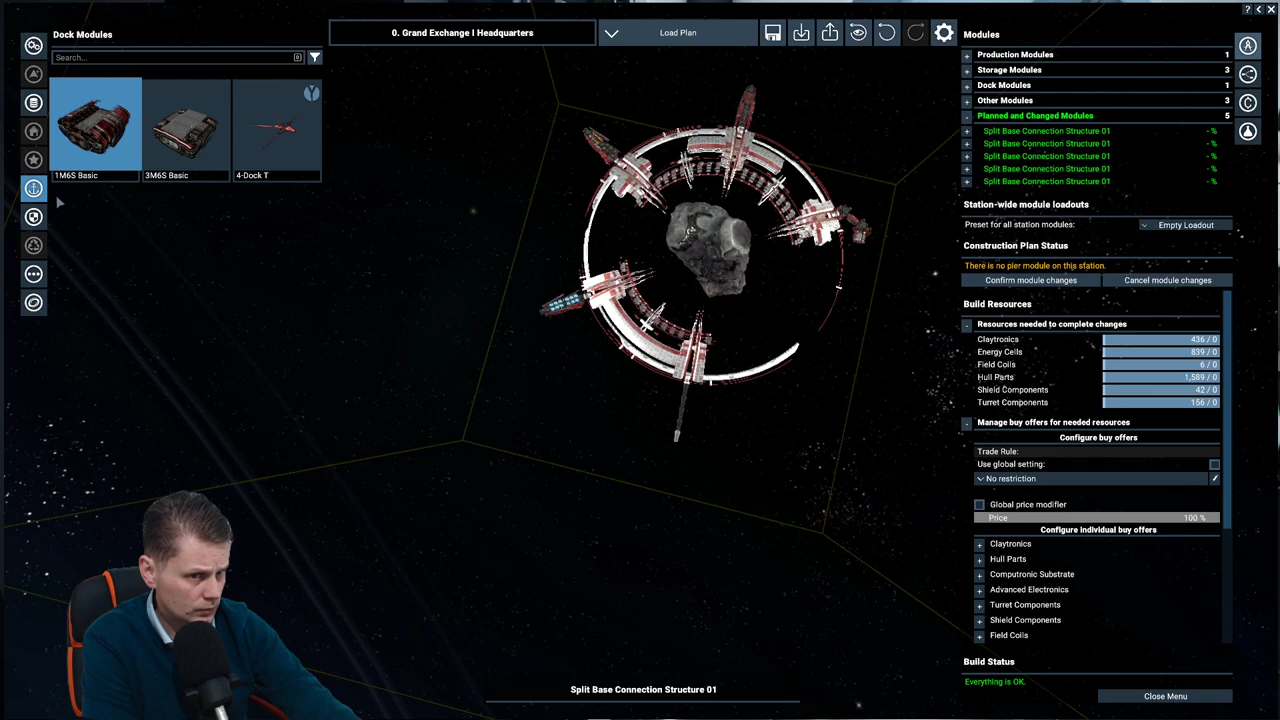 Dock Modules
Search...
1M6S Basic
3M6S Basic
4-Dock T
0. Grand Exchange I Headquarters
Load Plan
? < x
Modules
Production Modules 1
Storage Modules 3
Dock Modules 1
Other Modules 3
Planned and Changed Modules 5
Split Base Connection Structure 01 - %
Split Base Connection Structure 01 - %
Split Base Connection Structure 01 - %
Split Base Connection Structure 01 - %
Split Base Connection Structure 01 - %
Station-wide module loadouts
Preset for all station modules: Empty Loadout
Construction Plan Status
There is no pier module on this station.
Confirm module changes Cancel module changes
Build Resources
Resources needed to complete changes
Claytronics 436 / 0
Energy Cells 839 / 0
Field Coils 6 / 0
Hull Parts 1,589 / 0
Shield Components 42 / 0
Turret Components 156 / 0
Manage buy offers for needed resources
Configure buy offers
Trade Rule:
Use global setting:
No restriction
Global price modifier
Price 100 %
Configure individual buy offers
Claytronics
Hull Parts
Computronic Substrate
Advanced Electronics
Turret Components
Shield Components
Field Coils
Build Status
Everything is OK.
Close Menu
Split Base Connection Structure 01